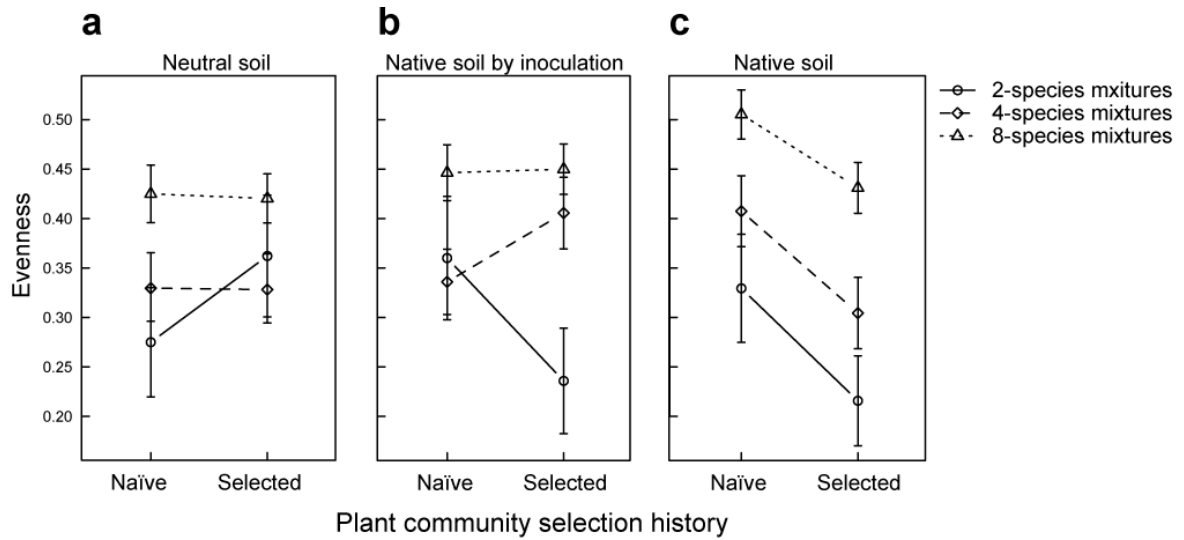 a
b
c
Neutral soil
Native soil by inoculation
Native soil
2-species mxitures
4-species mixtures
8-species mixtures
Evenness
0.50
0.45
0.40
0.35
0.30
0.25
0.20
Naïve
Selected
Naïve
Selected
Naïve
Selected
Plant community selection history